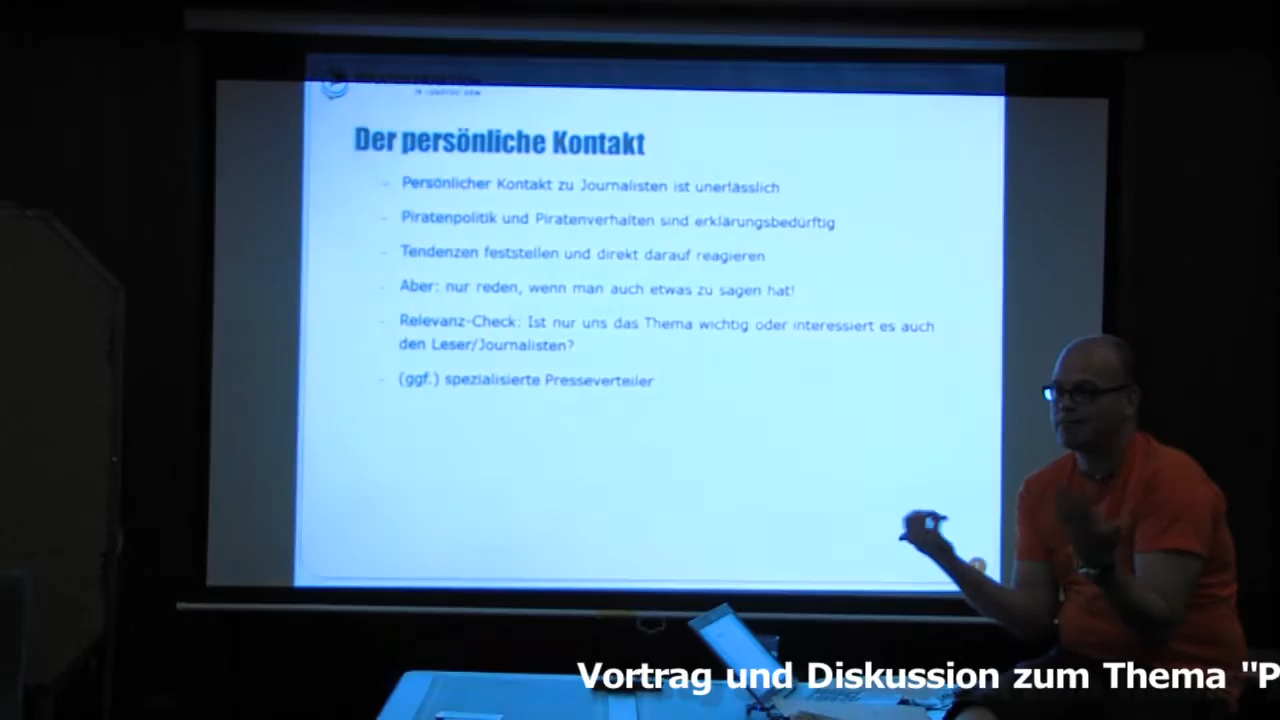 Der persönliche Kontakt
- Persönlicher Kontakt zu Journalisten ist unerlässlich
- Piratenpolitik und Piratenverhalten sind erklärungsbedürftig
- Tendenzen feststellen und direkt darauf reagieren
- Aber: nur reden, wenn man auch etwas zu sagen hat!
- Relevanz-Check: Ist nur uns das Thema wichtig oder interessiert es auch
den Leser/Journalisten?
- (ggf.) spezialisierte Presseverteiler
Vortrag und Diskussion zum Thema "P